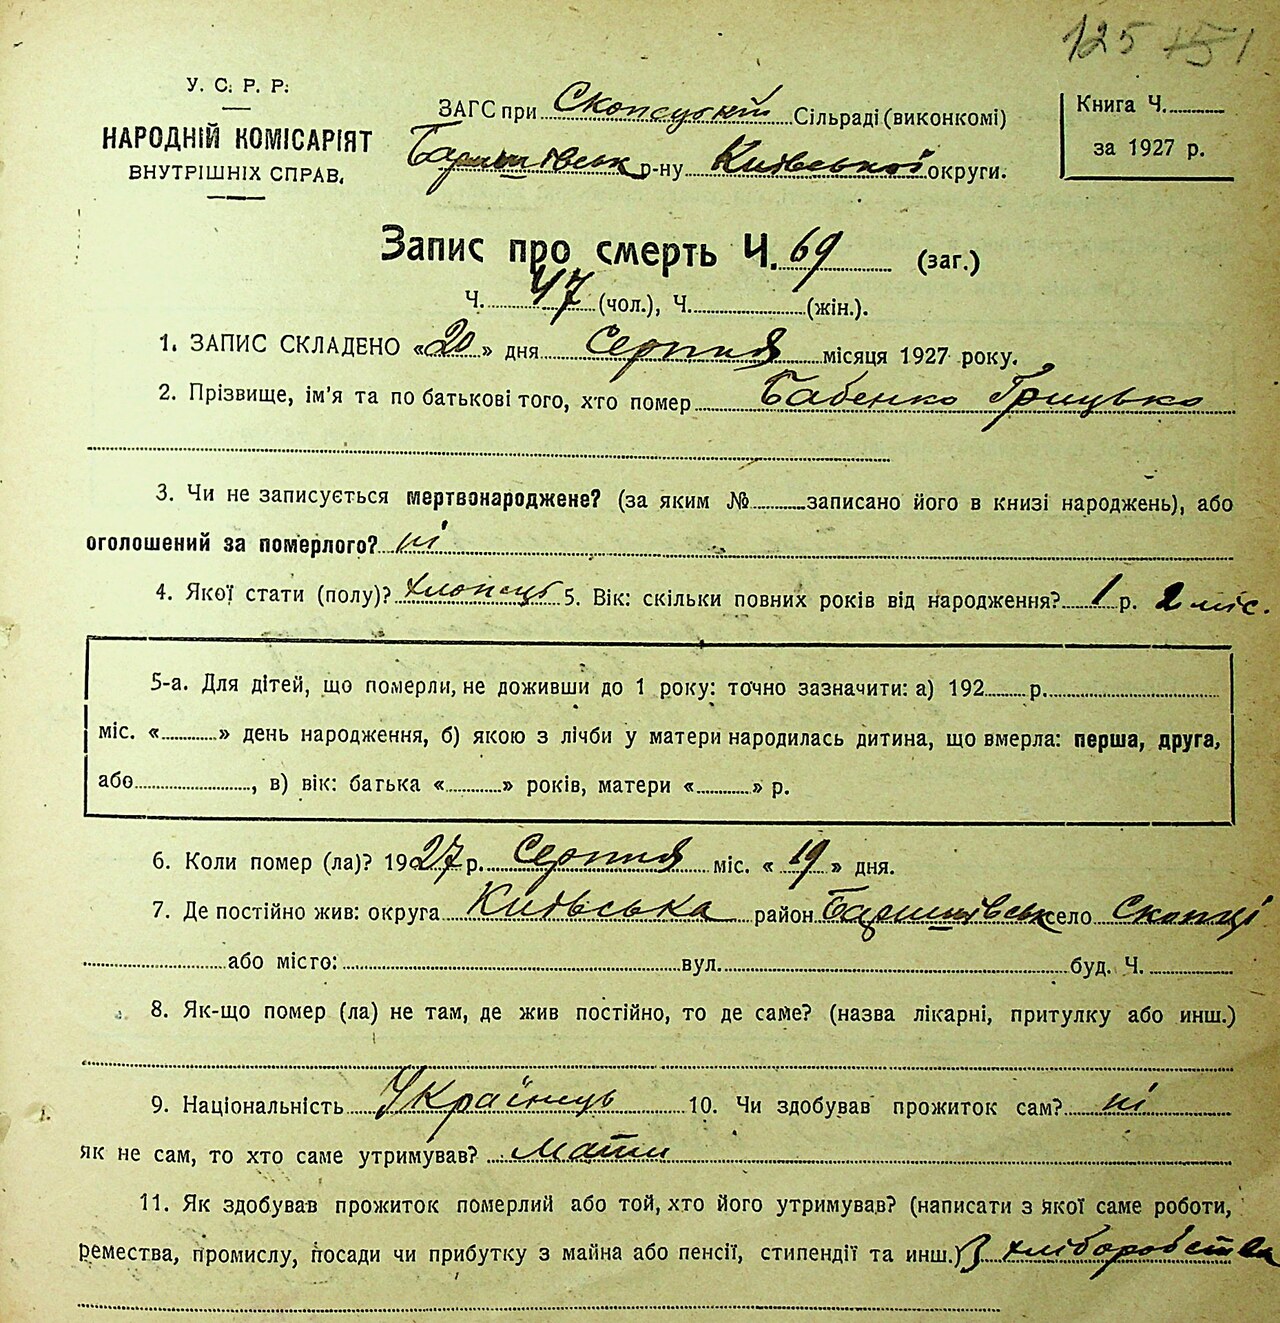 125 151
У. С. Р. Р.
НАРОДНІЙ КОМІСАРІЯТ
ВНУТРІШНІХ СПРАВ.
ЗАГС при Скопецькій Сільраді (виконкомі)
Баришівськ р-ну Київської округи.
Книга Ч.
за 1927 р.
Запис про смерть Ч. 69 (заг.)
Ч. 47 (чол.), Ч. (жін.).
1. ЗАПИС СКЛАДЕНО «20» дня Серпня місяця 1927 року.
2. Прізвище, ім'я та по батькові того, хто помер Бабенко Грицько
3. Чи не записується мертвонароджене? (за яким № записано його в книзі народжень), або
оголошений за померлого? ні
4. Якої стати (полу)? хлопець 5. Вік: скільки повних років від народження? 1 р. 2 міс.
5-а. Для дітей, що померли, не доживши до 1 року: точно зазначити: а) 192 р.
міс. « » день народження, б) якою з лічби у матери народилась дитина, що вмерла: перша, друга,
або , в) вік: батька « » років, матери « » р.
6. Коли помер (ла)? 1927 р. Серпня міс. « 19 » дня.
7. Де постійно жив: округа Київська район Баришівськ село Скопці
або місто: вул. буд. Ч.
8. Як-що помер (ла) не там, де жив постійно, то де саме? (назва лікарні, притулку або инш.)
9. Національність Українець 10. Чи здобував прожиток сам? ні
як не сам, то хто саме утримував? Мати
11. Як здобував прожиток померлий або той, хто його утримував? (написати з якої саме роботи,
ремества, промислу, посади чи прибутку з майна або пенсії, стипендії та инш.) З хліборобства